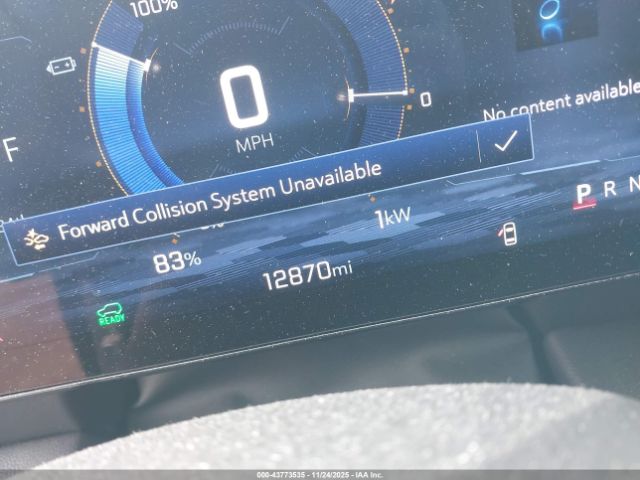 100%
0
MPH
0
No content available
F
Forward Collision System Unavailable
P R N
1kW
83%
12870mi
READY
000-43773535 - 11/24/2025 - IAA Inc.